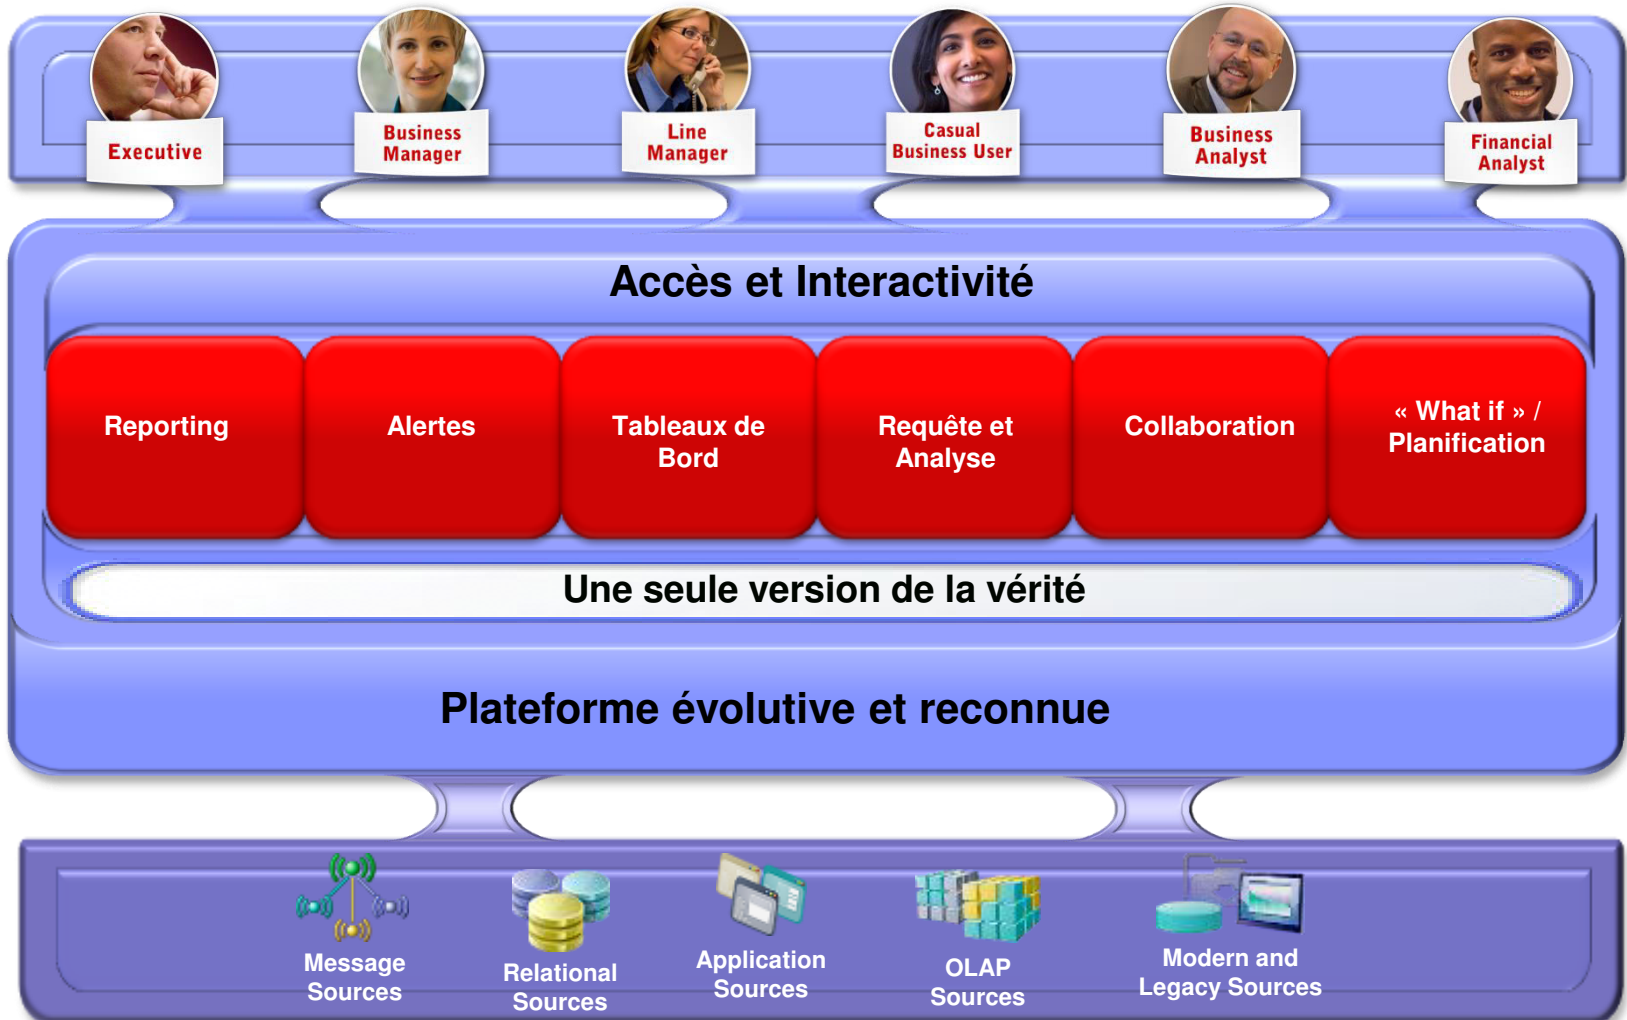 Executive
Business
Manager
Line
Manager
Casual
Business User
Business
Analyst
Financial
Analyst
Accès et Interactivité
Reporting
Alertes
Tableaux de
Bord
Requête et
Analyse
Collaboration
« What if » /
Planification
Une seule version de la vérité
Plateforme évolutive et reconnue
Message
Sources
Relational
Sources
Application
Sources
OLAP
Sources
Modern and
Legacy Sources